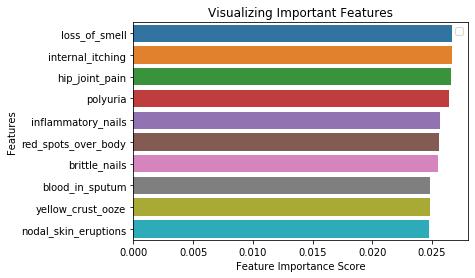 Visualizing Important Features
loss_of_smell
internal_itching
hip_joint_pain
polyuria
inflammatory_nails
red_spots_over_body
brittle_nails
blood_in_sputum
yellow_crust_ooze
nodal_skin_eruptions
Features
0.000 0.005 0.010 0.015 0.020 0.025
Feature Importance Score